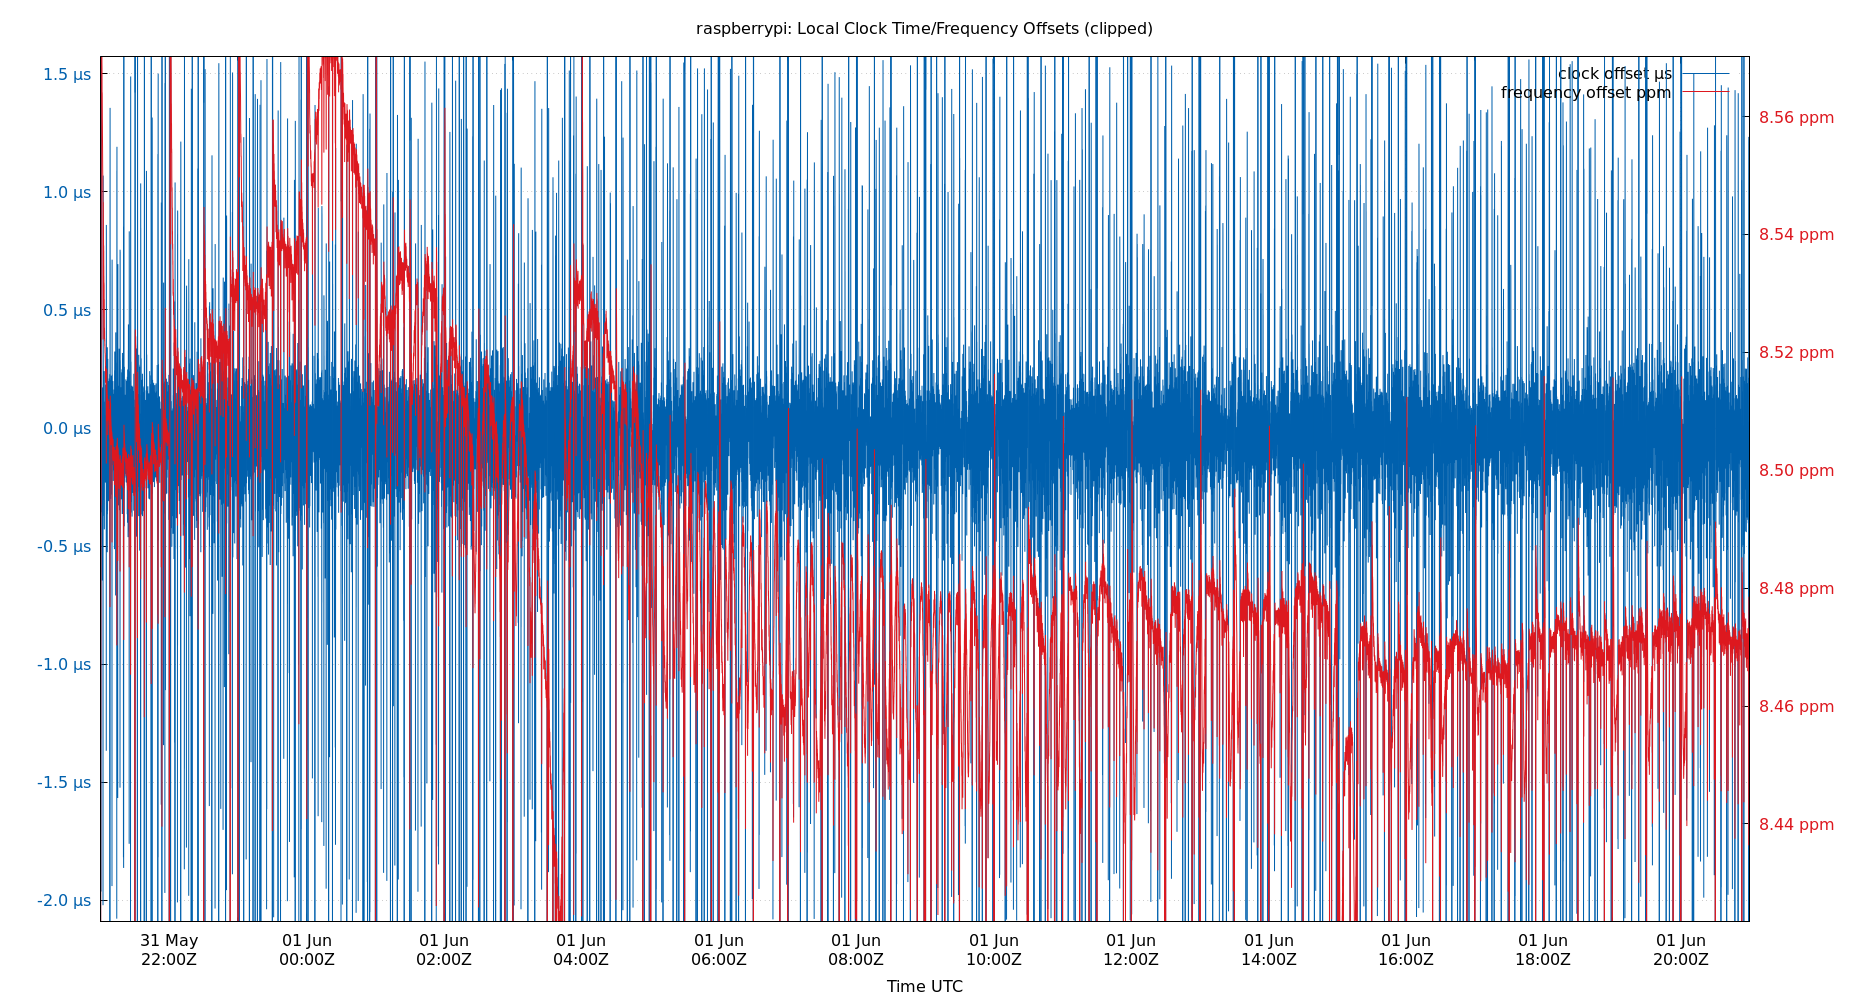 raspberrypi: Local Clock Time/Frequency Offsets (clipped)
clock offset µs
frequency offset ppm
1.5 µs
1.0 µs
0.5 µs
0.0 µs
-0.5 µs
-1.0 µs
-1.5 µs
-2.0 µs
8.56 ppm
8.54 ppm
8.52 ppm
8.50 ppm
8.48 ppm
8.46 ppm
8.44 ppm
31 May 01 Jun 01 Jun 01 Jun 01 Jun 01 Jun 01 Jun 01 Jun 01 Jun 01 Jun 01 Jun 01 Jun
22:00Z 00:00Z 02:00Z 04:00Z 06:00Z 08:00Z 10:00Z 12:00Z 14:00Z 16:00Z 18:00Z 20:00Z
Time UTC